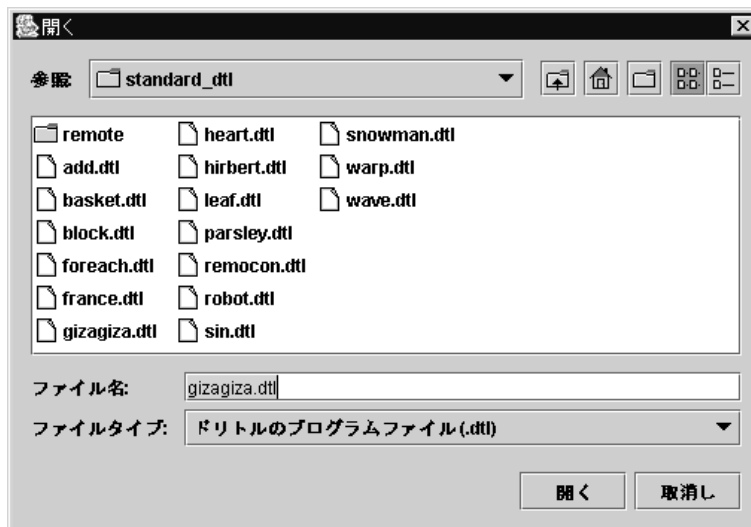 開く
参照: standard_dtl
remote heart.dtl snowman.dtl
add.dtl hirbert.dtl warp.dtl
basket.dtl leaf.dtl wave.dtl
block.dtl parsley.dtl
foreach.dtl remocon.dtl
france.dtl robot.dtl
gizagiza.dtl sin.dtl
ファイル名: gizagiza.dtl
ファイルタイプ: ドリトルのプログラムファイル(.dtl)
開く 取消し